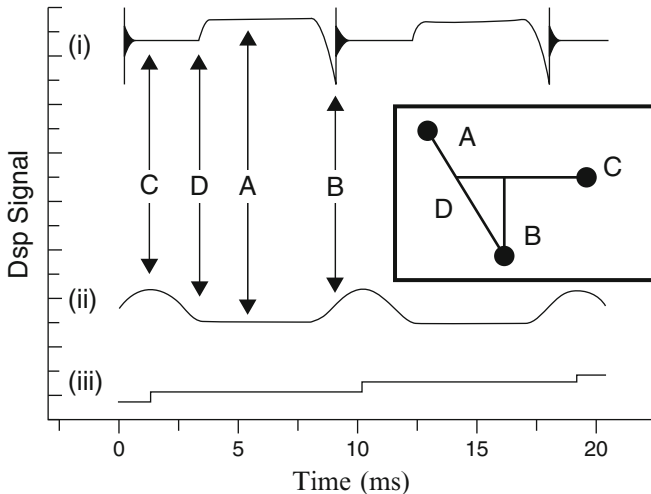 (i)
C D A B
A
C
D
B
Dsp Signal
(ii)
(iii)
0 5 10 15 20
Time (ms)